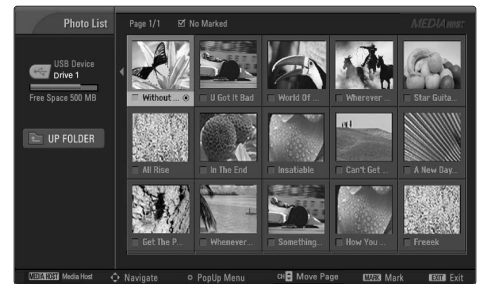 Photo List
Page 1/1 No Marked
MEDIA HOST
USB Device
Drive 1
Free Space 500 MB
UP FOLDER
Without ... U Got It Bad World Of ... Wherever ... Star Guita...
All Rise In The End Insatiable Can't Get ... A New Day...
Get The P... Whenever... Something... How You ... Freeek
MEDIA HOST Media Host Navigate PopUp Menu CH Move Page MARK Mark EXIT Exit